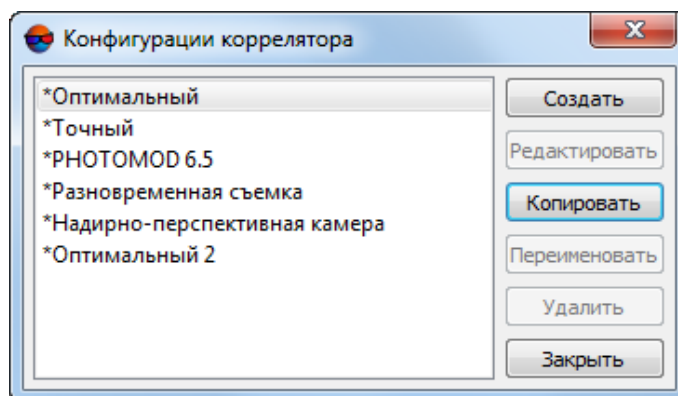 Конфигурации коррелятора
*Оптимальный
*Точный
*PHOTOMOD 6.5
*Разновременная съемка
*Надирно-перспективная камера
*Оптимальный 2
Создать
Редактировать
Копировать
Переименовать
Удалить
Закрыть